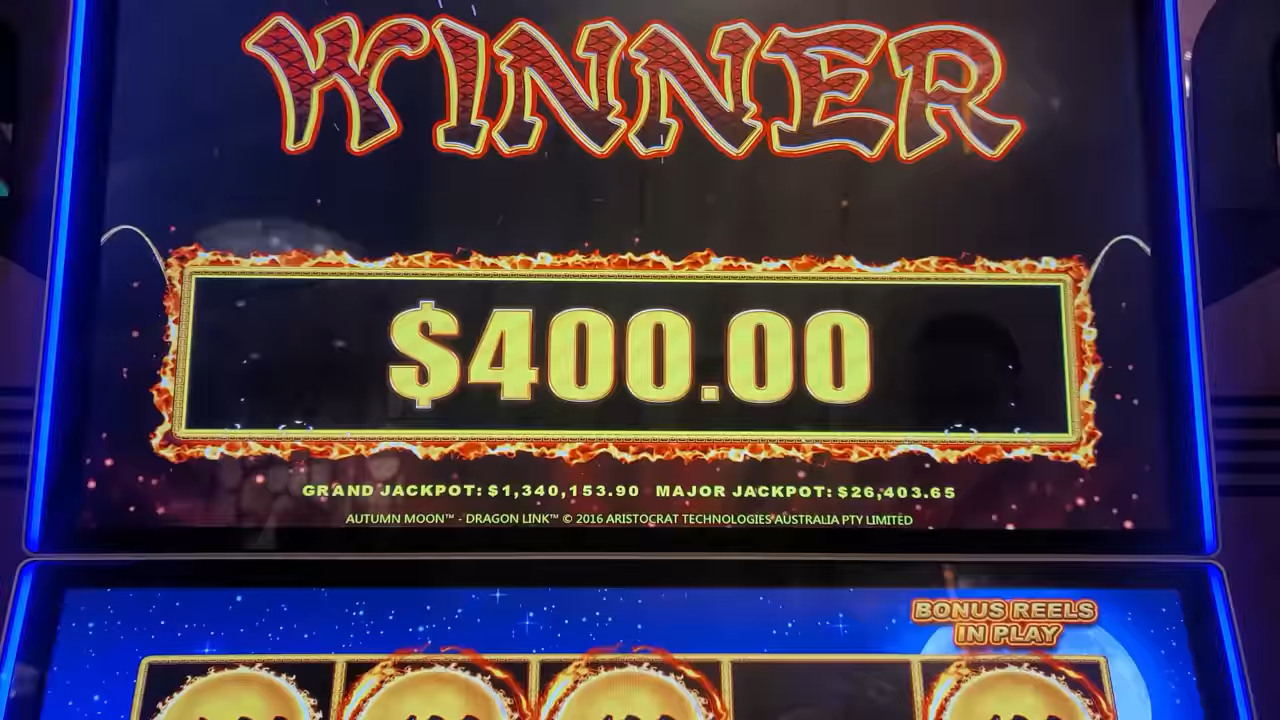 WINNER
$400.00
GRAND JACKPOT: $1,340,153.90 MAJOR JACKPOT: $26,403.65
AUTUMN MOON™ - DRAGON LINK™ © 2016 ARISTOCRAT TECHNOLOGIES AUSTRALIA PTY LIMITED
BONUS REELS
IN PLAY